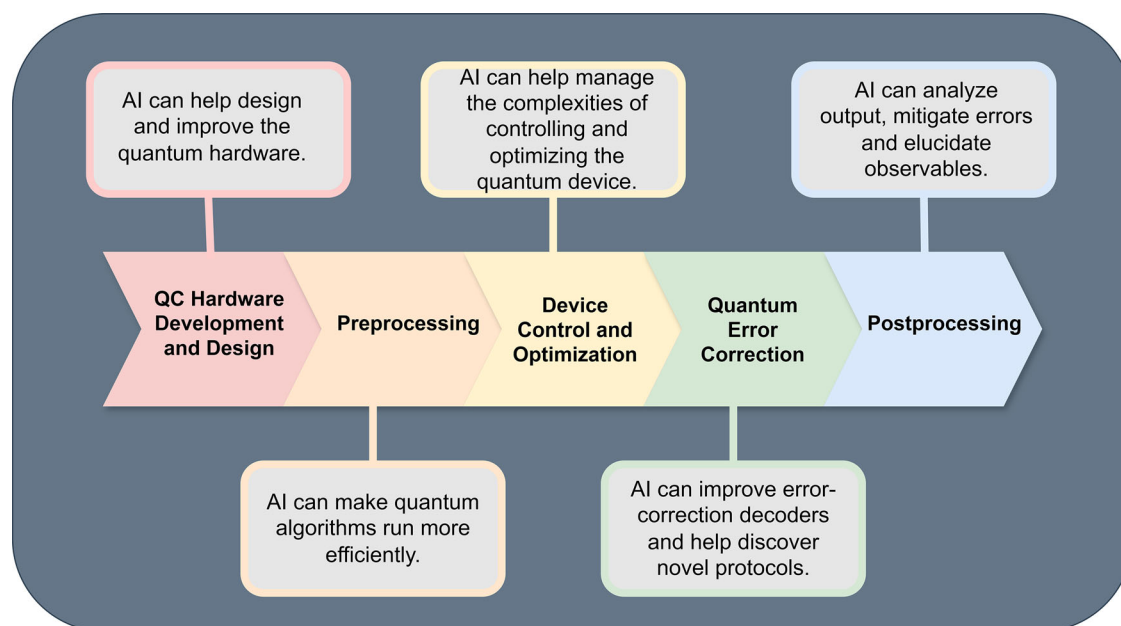 AI can help design
and improve the
quantum hardware.
AI can help manage
the complexities of
controlling and
optimizing the
quantum device.
AI can analyze
output, mitigate errors
and elucidate
observables.
QC Hardware
Development
and Design
Preprocessing
Device
Control and
Optimization
Quantum
Error
Correction
Postprocessing
AI can make quantum
algorithms run more
efficiently.
AI can improve error-
correction decoders
and help discover
novel protocols.